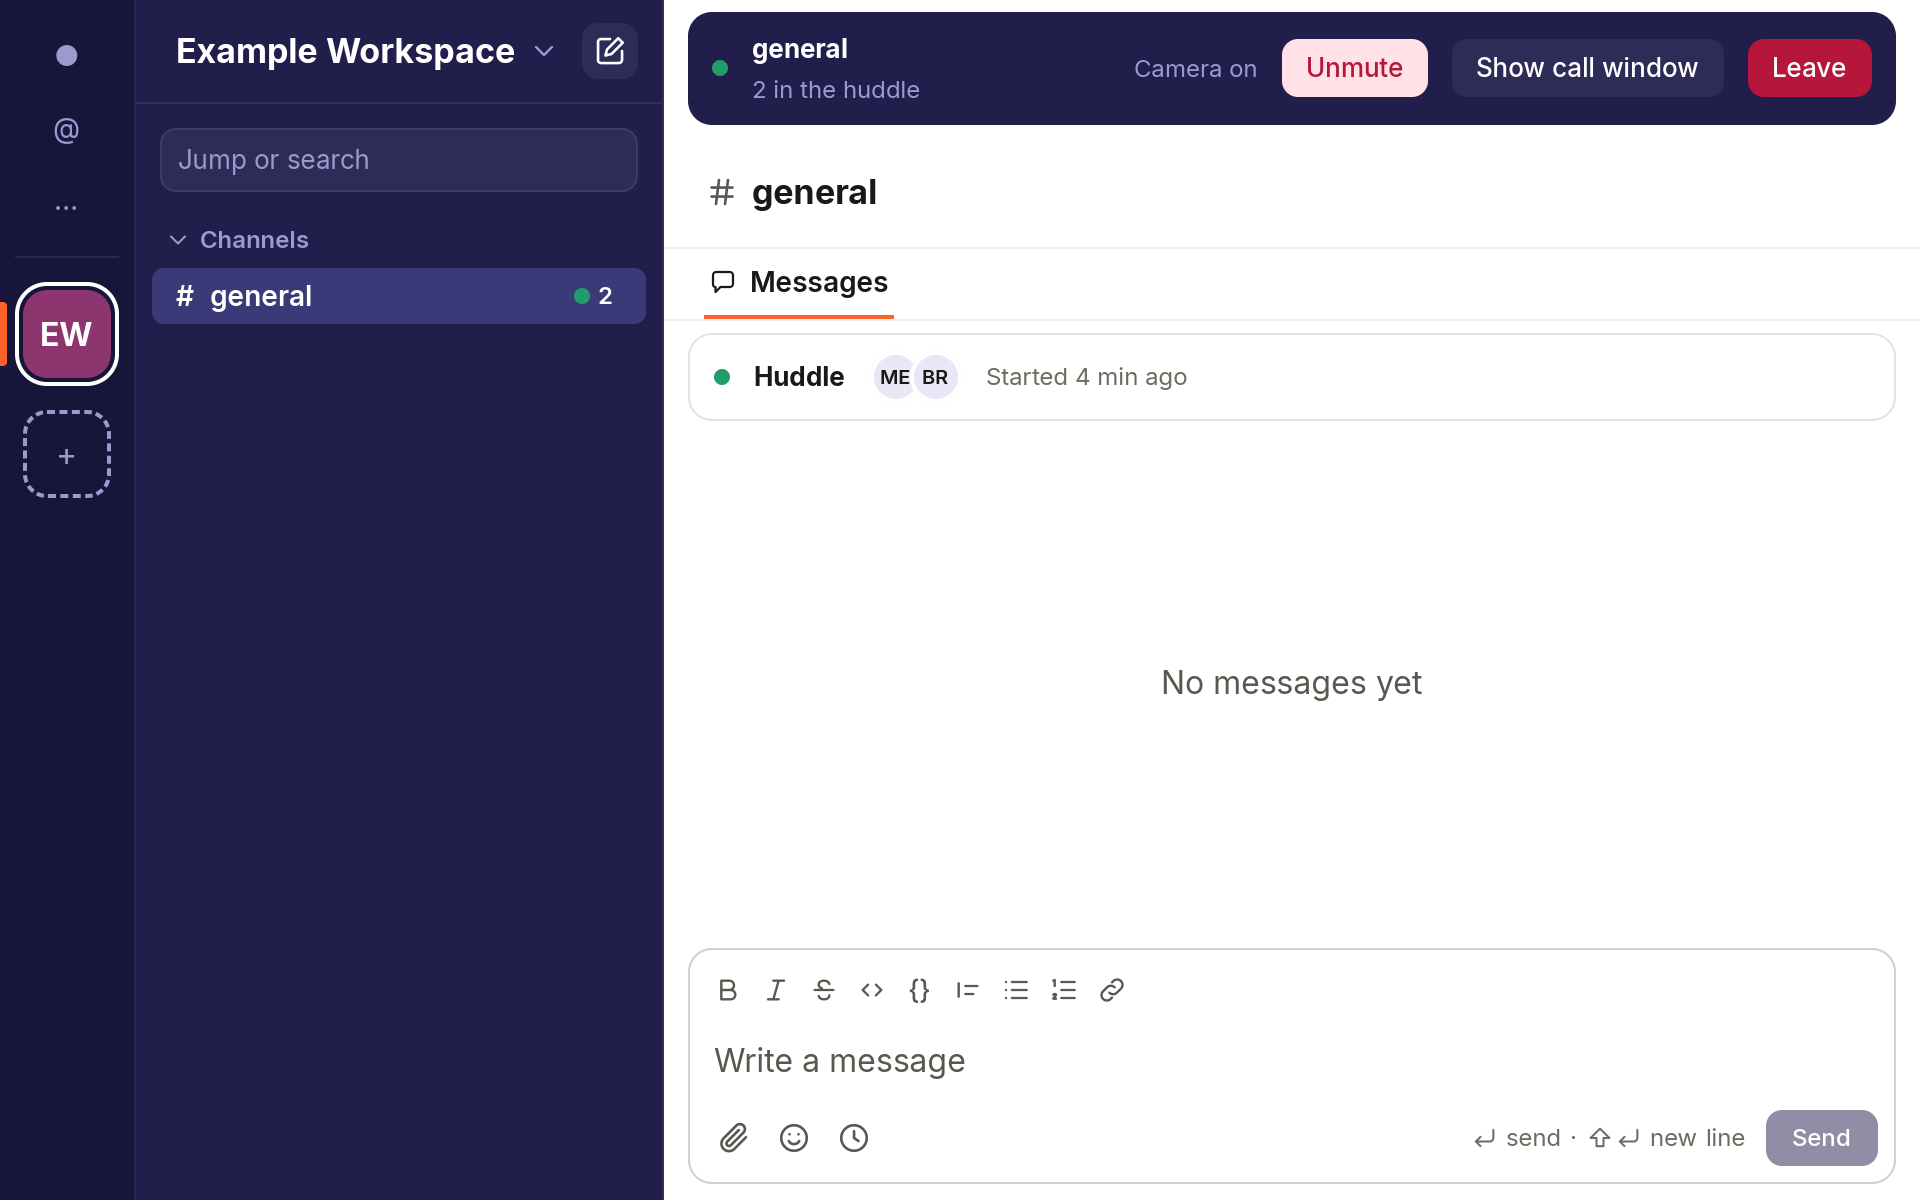 @
...
EW
+
Example Workspace
Jump or search
Channels
# general 2
general
2 in the huddle
Camera on
Unmute
Show call window
Leave
# general
Messages
Huddle ME BR Started 4 min ago
No messages yet
Write a message
send · new line
Send